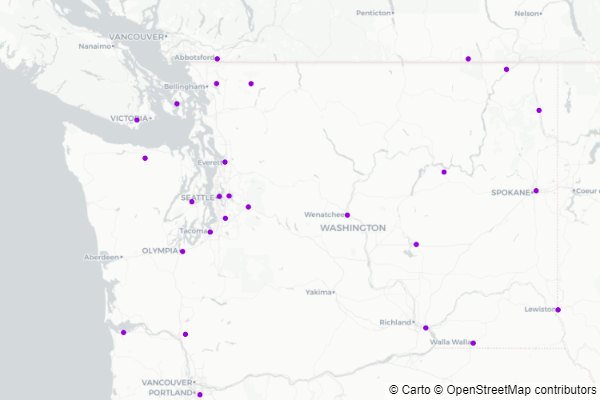 Penticton
Nelson
VANCOUVER
Nanaimo
Abbotsford
Bellingham
VICTORIA
Everett
SEATTLE
SPOKANE
Coeur d
Wenatchee
WASHINGTON
Tacoma
OLYMPIA
Aberdeen
Yakima
Richland
Lewiston
Walla Walla
VANCOUVER
PORTLAND
© Carto © OpenStreetMap contributors